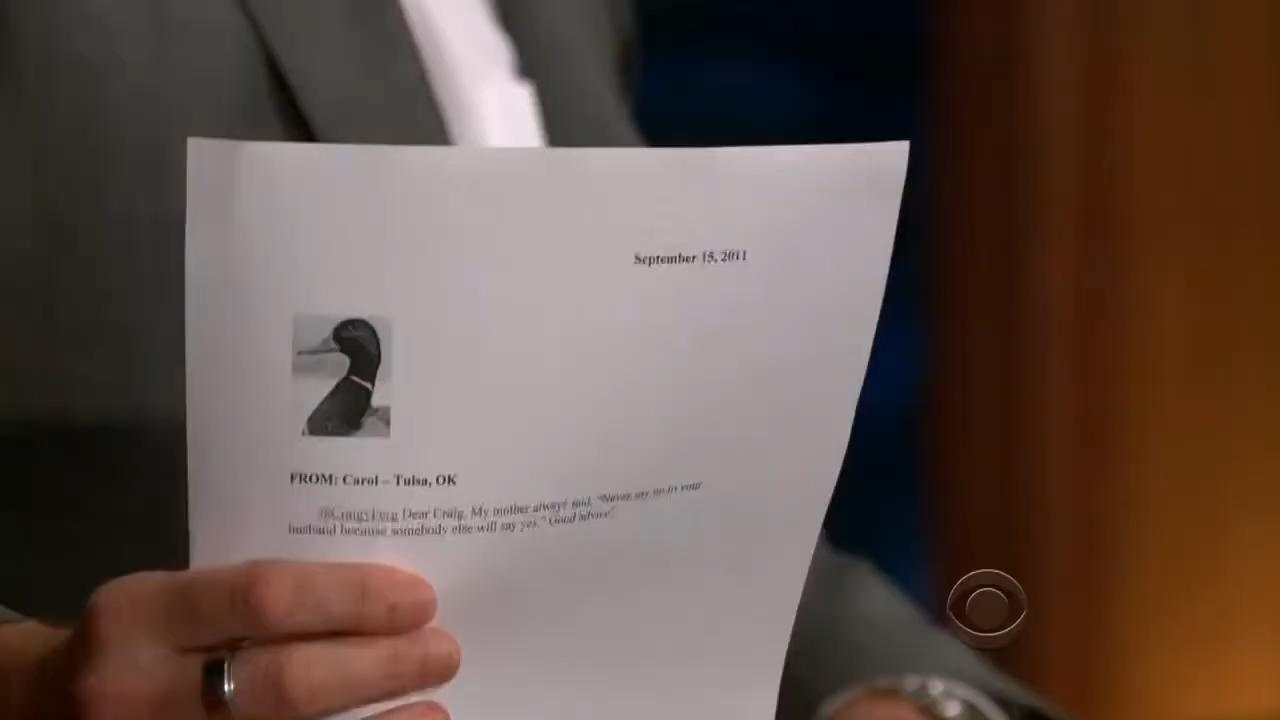 September 15, 2011
FROM: Carol – Tulsa, OK
@CraigyFerg Dear Craig, My mother always said, "Never say no to your
husband because somebody else will say yes." Good advice?